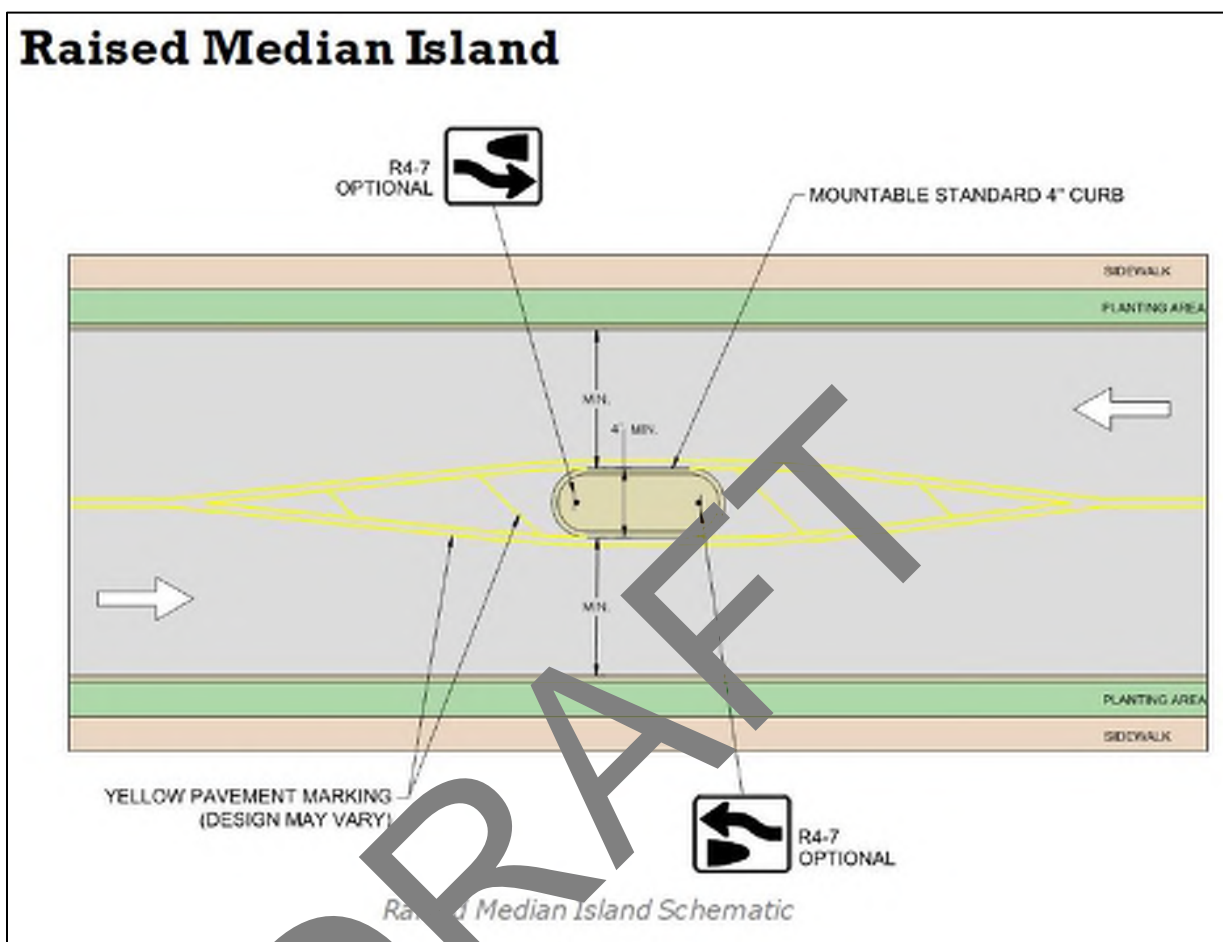 Raised Median Island
R4-7
OPTIONAL
MOUNTABLE STANDARD 4" CURB
SIDEWALK
PLANTING AREA
MIN.
4' MIN.
MIN.
PLANTING AREA
SIDEWALK
YELLOW PAVEMENT MARKING
(DESIGN MAY VARY)
R4-7
OPTIONAL
Raised Median Island Schematic
DRAFT